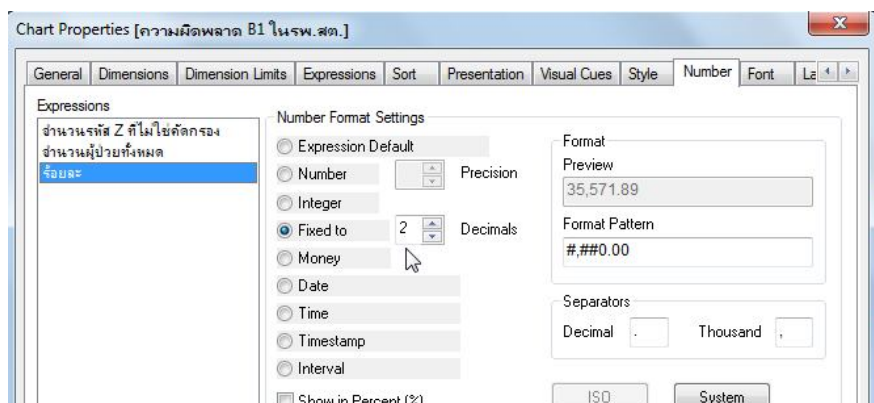 Chart Properties [ความผิดพลาด B1 ในรพ.สต.]
General Dimensions Dimension Limits Expressions Sort Presentation Visual Cues Style Number Font
Expressions
จำนวนรหัส Z ที่ไม่ใช่คัดกรอง
จำนวนผู้ป่วยทั้งหมด
ร้อยละ
Number Format Settings
Expression Default
Number Precision
Integer
Fixed to 2 Decimals
Money
Date
Time
Timestamp
Interval
Show in Percent (%)
Format
Preview
35,571.89
Format Pattern
#,##0.00
Separators
Decimal . Thousand ,
ISO System